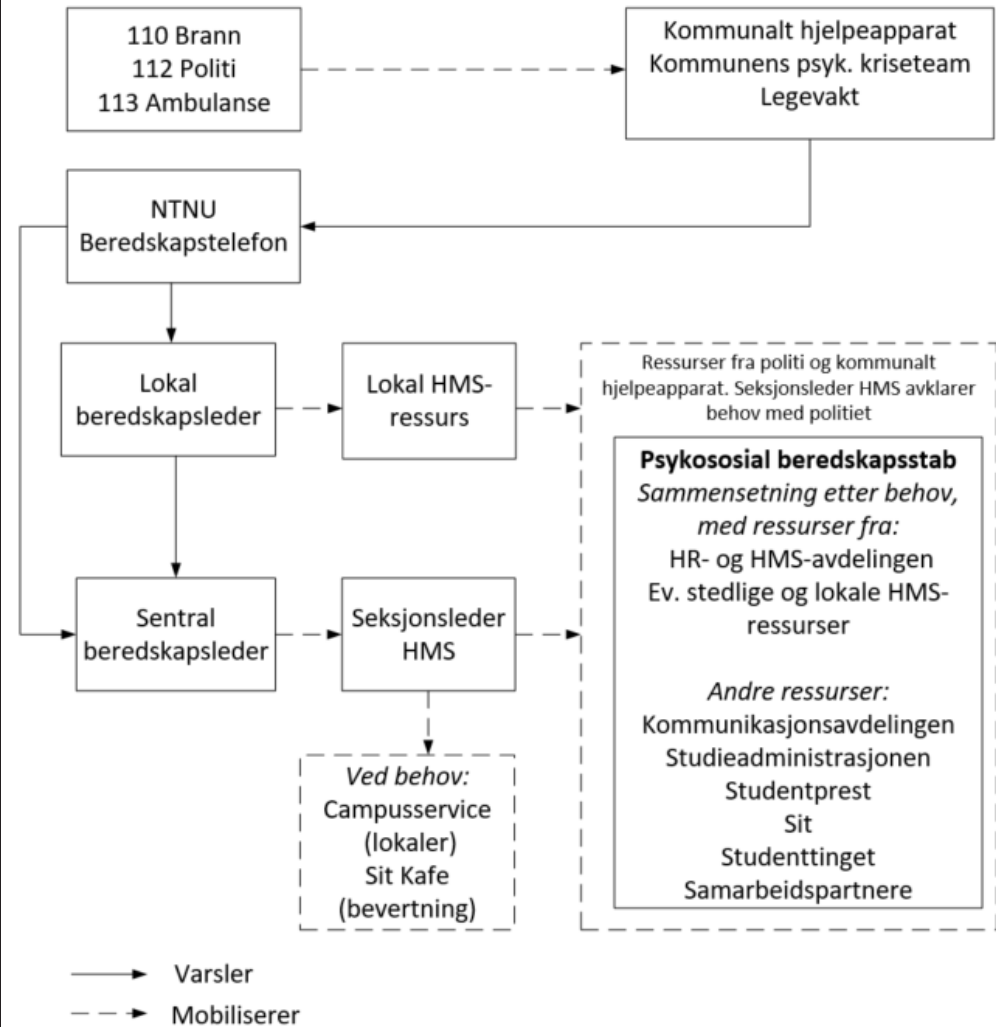 110 Brann
112 Politi
113 Ambulanse
Kommunalt hjelpeapparat
Kommunens psyk. kriseteam
Legevakt
NTNU
Beredskapstelefon
Lokal
beredskapsleder
Lokal HMS-
ressurs
Ressurser fra politi og kommunalt
hjelpeapparat. Seksjonsleder HMS avklarer
behov med politiet
Psykososial beredskapsstab
Sammensetning etter behov,
med ressurser fra:
HR- og HMS-avdelingen
Ev. stedlige og lokale HMS-
ressurser
Andre ressurser:
Kommunikasjonsavdelingen
Studieadministrasjonen
Studentprest
Sit
Studenttinget
Samarbeidspartnere
Sentral
beredskapsleder
Seksjonsleder
HMS
Ved behov:
Campusservice
(lokaler)
Sit Kafe
(bevertning)
Varsler
Mobiliserer